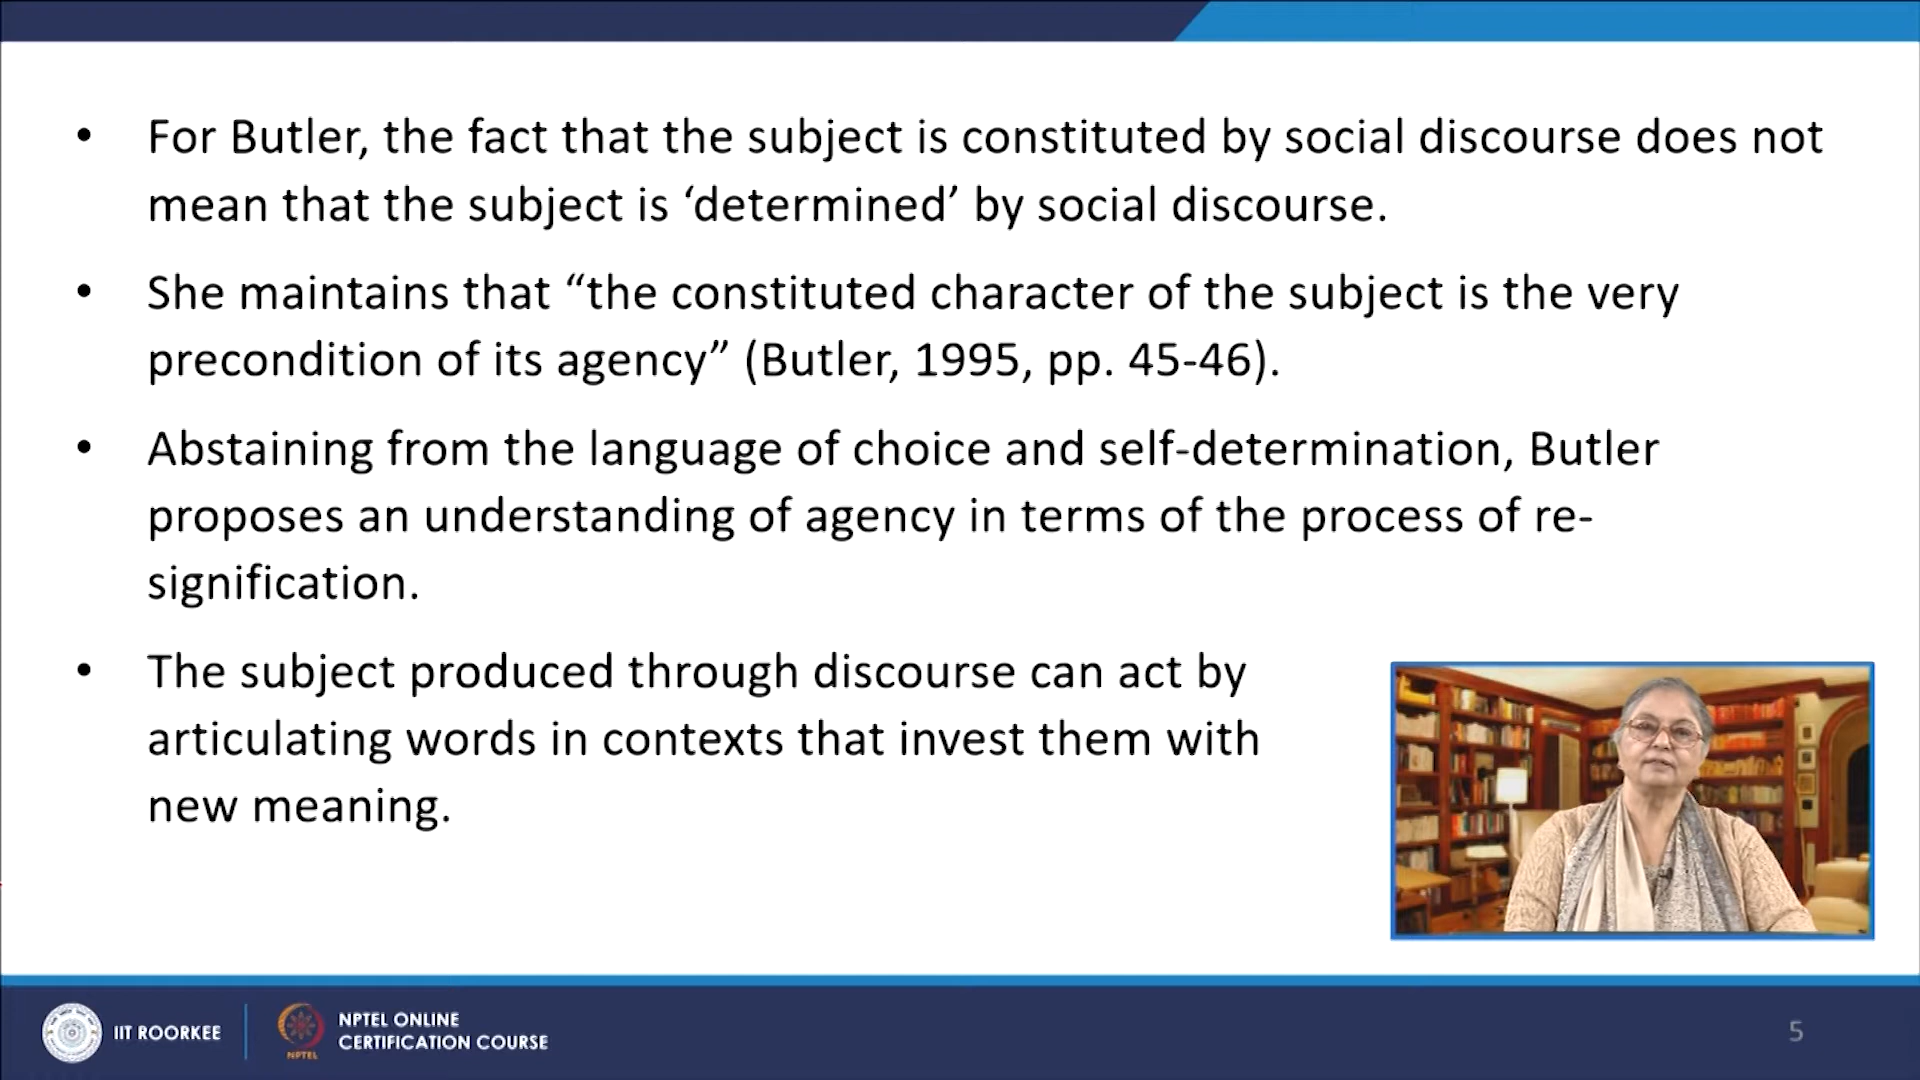 • For Butler, the fact that the subject is constituted by social discourse does not
mean that the subject is ‘determined’ by social discourse.
• She maintains that “the constituted character of the subject is the very
precondition of its agency” (Butler, 1995, pp. 45-46).
• Abstaining from the language of choice and self-determination, Butler
proposes an understanding of agency in terms of the process of re-
signification.
• The subject produced through discourse can act by
articulating words in contexts that invest them with
new meaning.
IIT ROORKEE
NPTEL
NPTEL ONLINE
CERTIFICATION COURSE
5